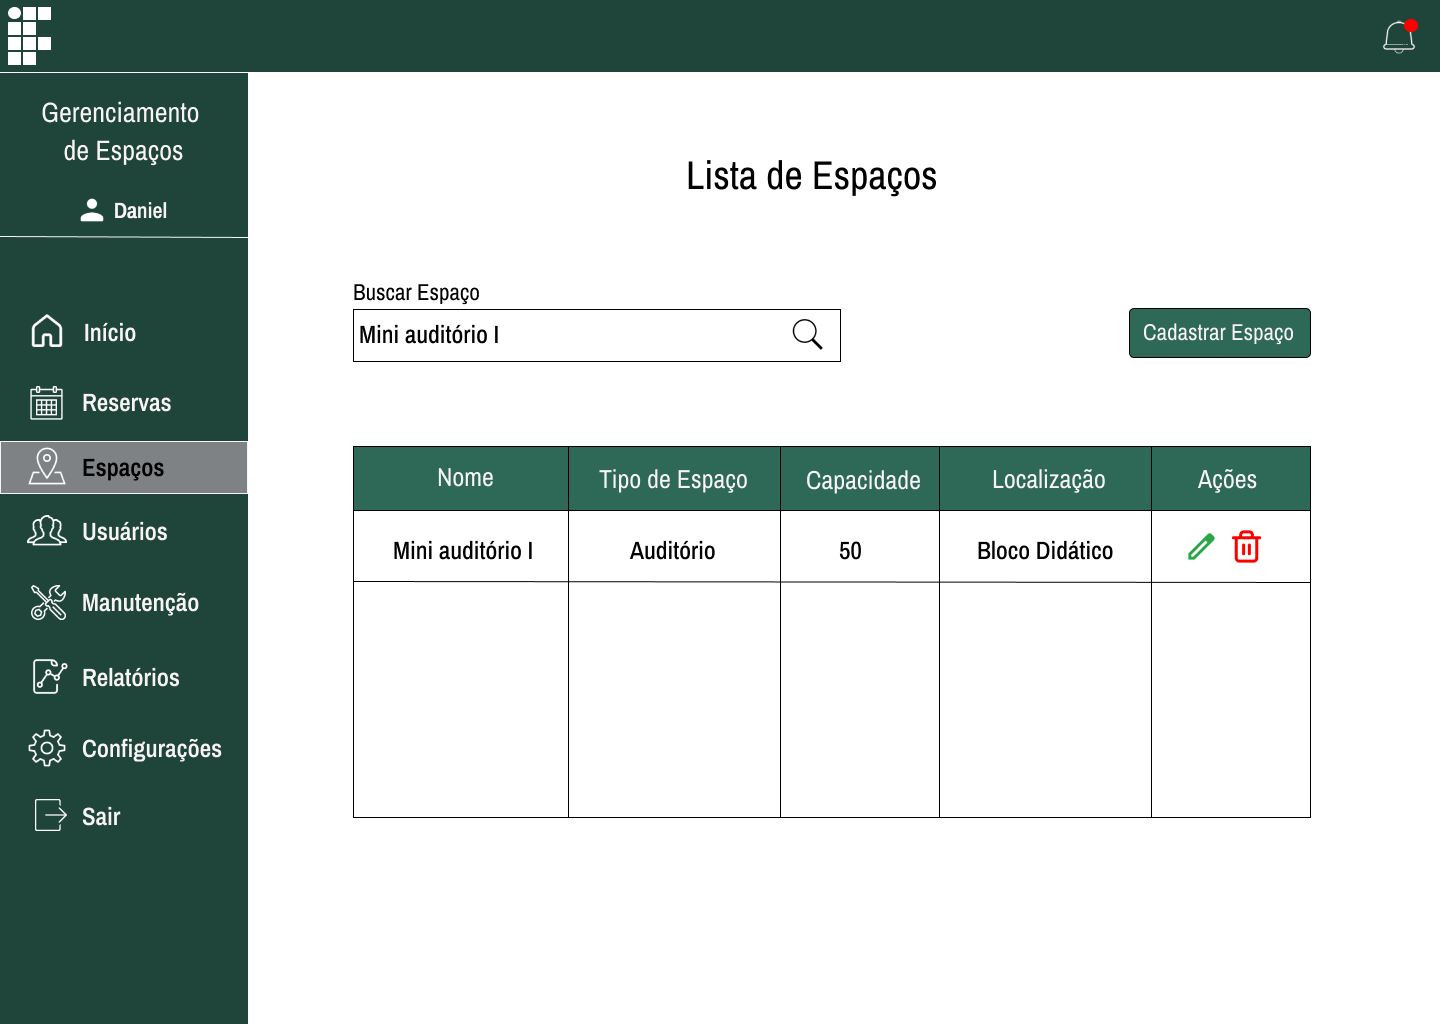 Gerenciamento
de Espaços
Daniel
Início
Reservas
Espaços
Usuários
Manutenção
Relatórios
Configurações
Sair
Lista de Espaços
Buscar Espaço
Mini auditório I
Cadastrar Espaço
Nome Tipo de Espaço Capacidade Localização Ações
Mini auditório I Auditório 50 Bloco Didático